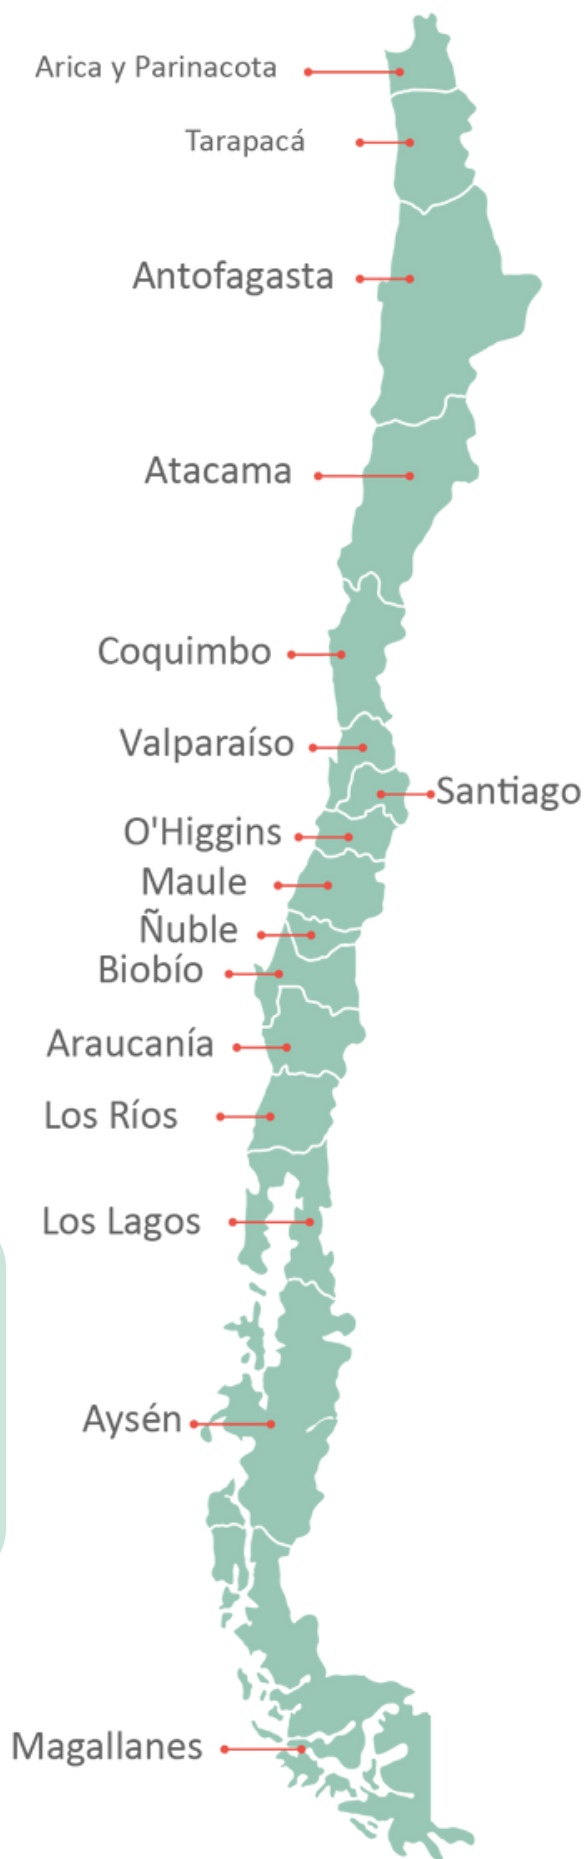 Arica y Parinacota
Tarapacá
Antofagasta
Atacama
Coquimbo
Valparaíso
Santiago
O'Higgins
Maule
Ñuble
Biobío
Araucanía
Los Ríos
Los Lagos
Aysén
Magallanes